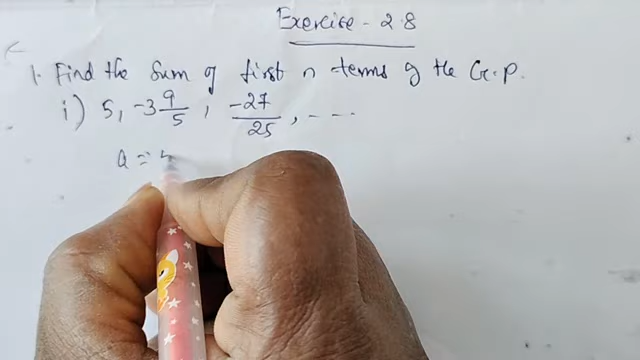 Exercise - 2.8
1. Find the Sum of first n terms of the G.P.
i) 5, -3 9/5, -27/25, ....
a =